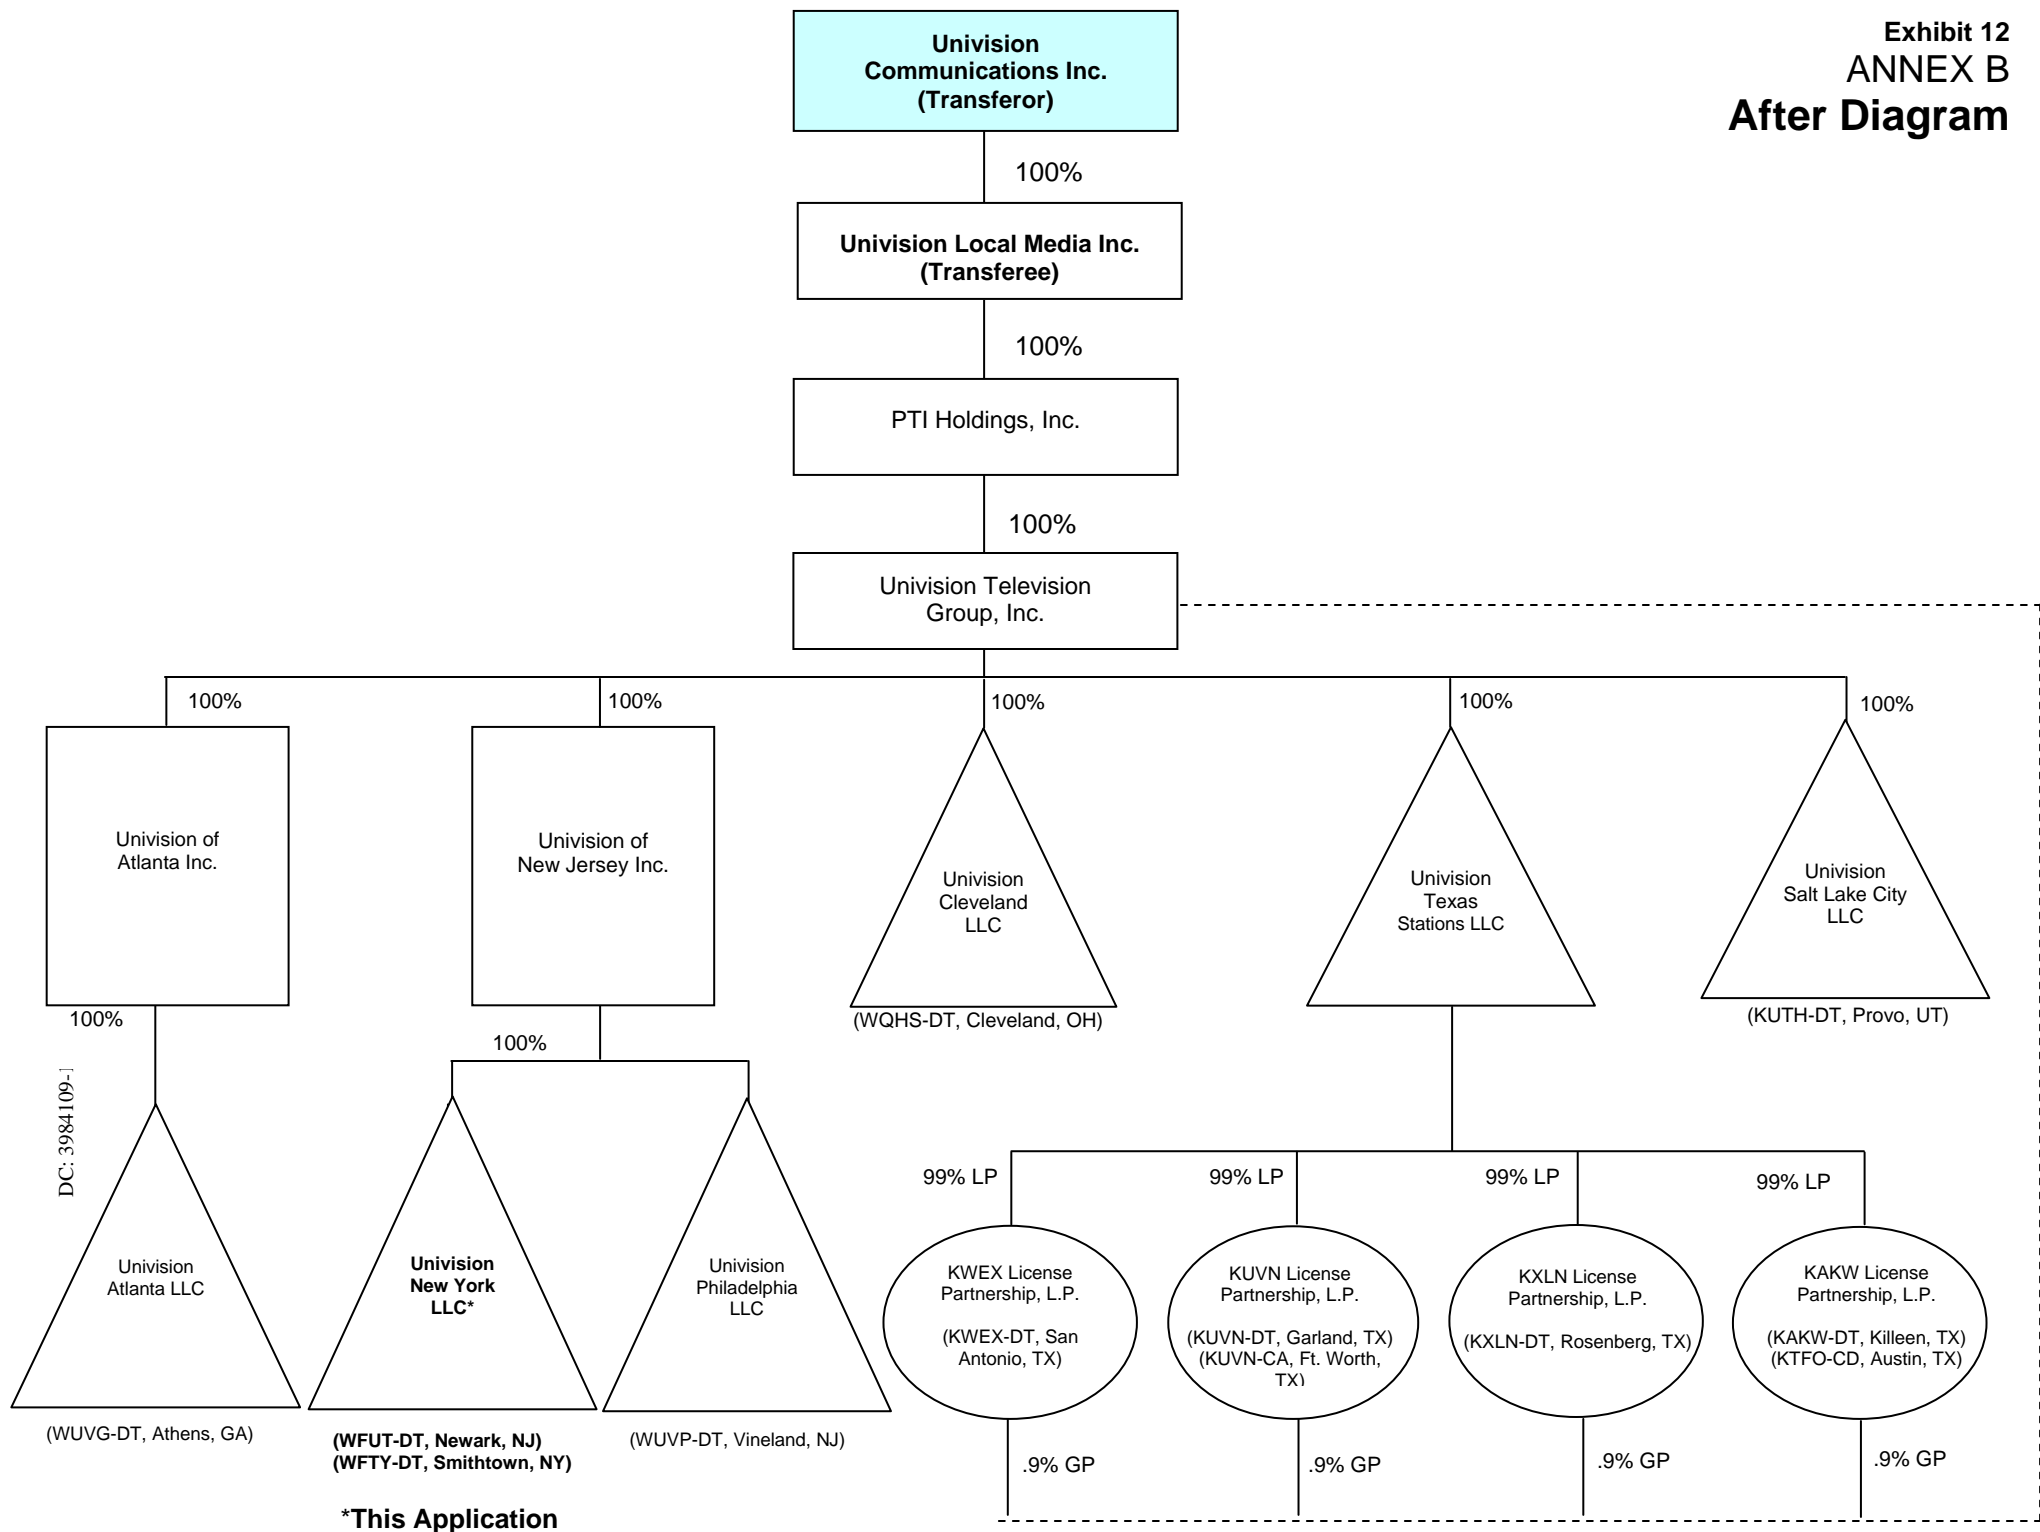 Exhibit 12
ANNEX B
After Diagram
Univision
Communications Inc.
(Transferor)
100%
Univision Local Media Inc.
(Transferee)
100%
PTI Holdings, Inc.
100%
Univision Television
Group, Inc.
100%
100%
100%
100%
100%
Univision of
Atlanta Inc.
Univision of
New Jersey Inc.
Univision
Cleveland
LLC
Univision
Texas
Stations LLC
Univision
Salt Lake City
LLC
(WQHS-DT, Cleveland, OH)
(KUTH-DT, Provo, UT)
100%
100%
DC: 3984109-
99% LP
99% LP
99% LP
99% LP
Univision
Atlanta LLC
Univision
New York
LLC*
Univision
Philadelphia
LLC
KWEX License
Partnership, L.P.
(KWEX-DT, San
Antonio, TX)
KUVN License
Partnership, L.P.
(KUVN-DT, Garland, TX)
(KUVN-CA, Ft. Worth,
TX)
KXLN License
Partnership, L.P.
(KXLN-DT, Rosenberg, TX)
KAKW License
Partnership, L.P.
(KAKW-DT, Killeen, TX)
(KTFO-CD, Austin, TX)
(WUVG-DT, Athens, GA)
(WFUT-DT, Newark, NJ)
(WFTY-DT, Smithtown, NY)
(WUVP-DT, Vineland, NJ)
.9% GP
.9% GP
.9% GP
.9% GP
*This Application